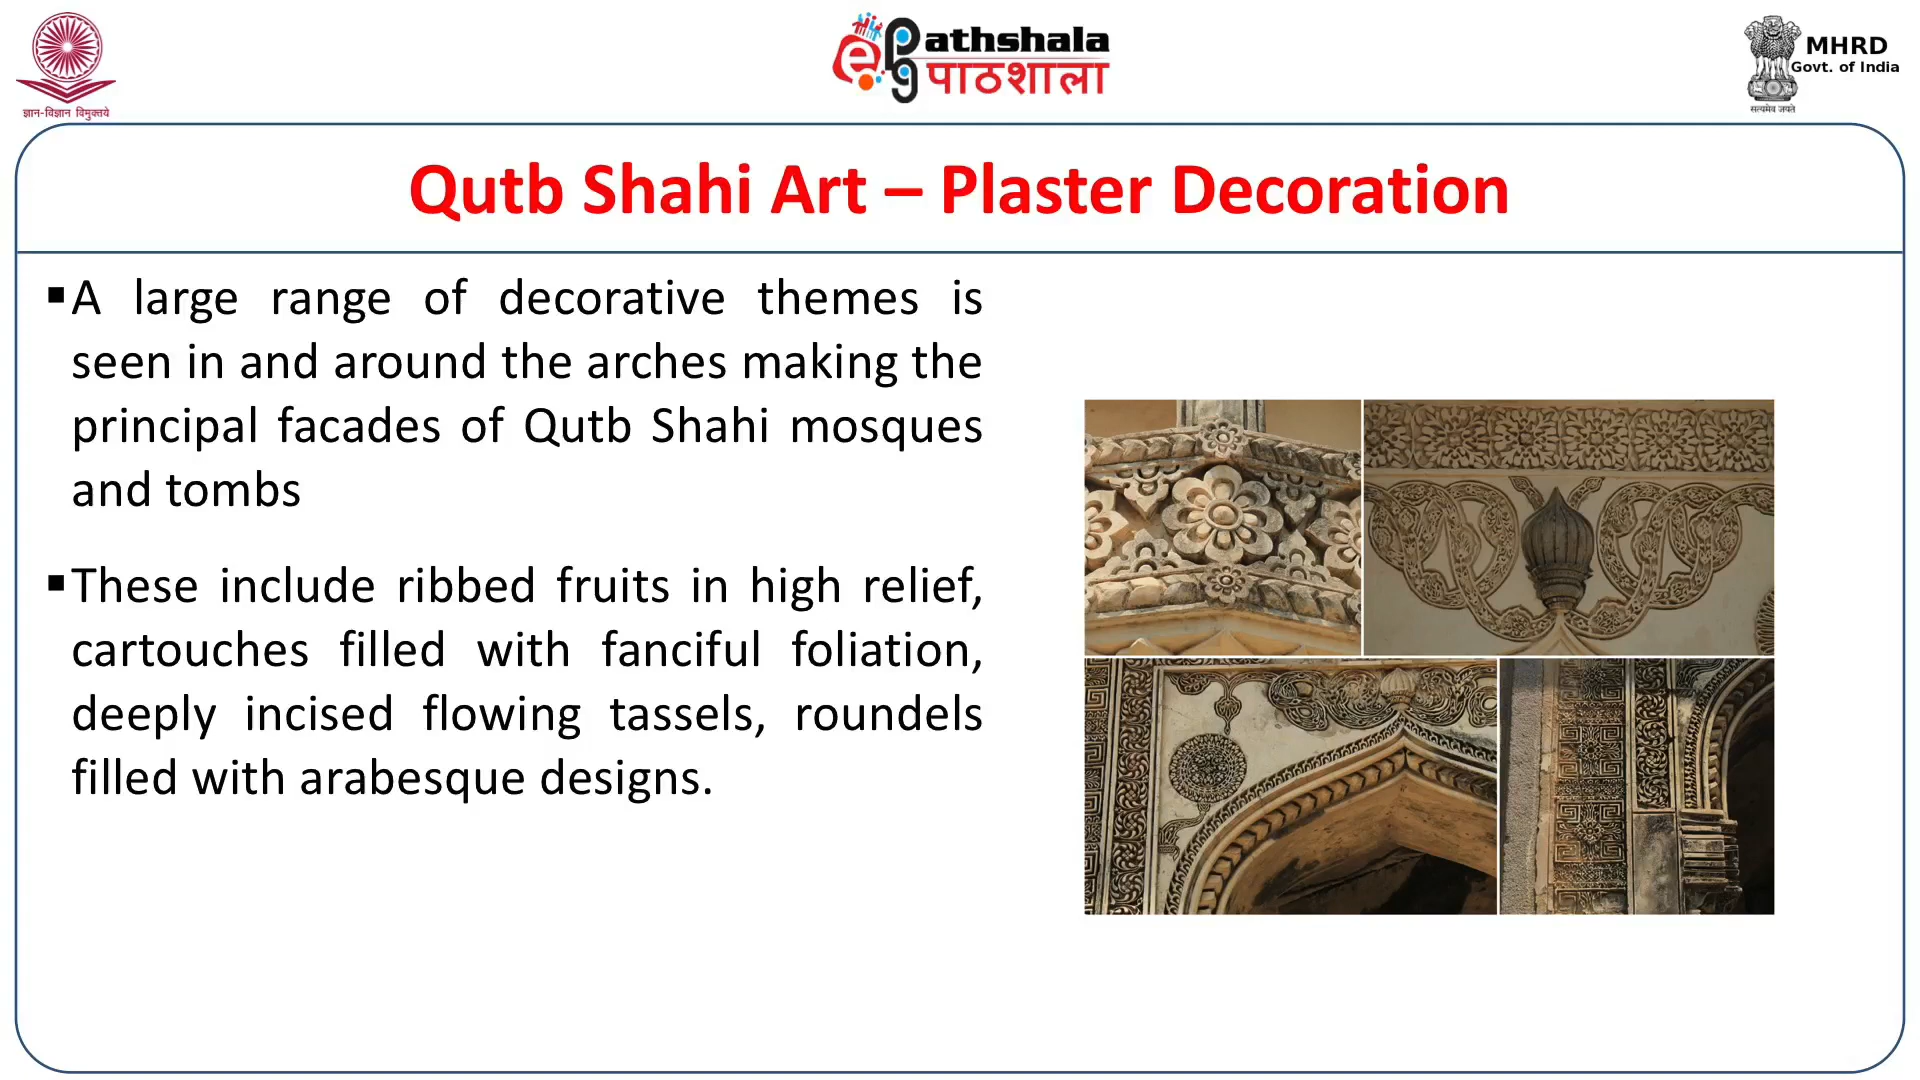 ज्ञान-विज्ञान विमुक्तये
ePG Pathshala
पाठशाला
MHRD
Govt. of India
सत्यमेव जयते
Qutb Shahi Art – Plaster Decoration
▪A large range of decorative themes is
seen in and around the arches making the
principal facades of Qutb Shahi mosques
and tombs
▪These include ribbed fruits in high relief,
cartouches filled with fanciful foliation,
deeply incised flowing tassels, roundels
filled with arabesque designs.